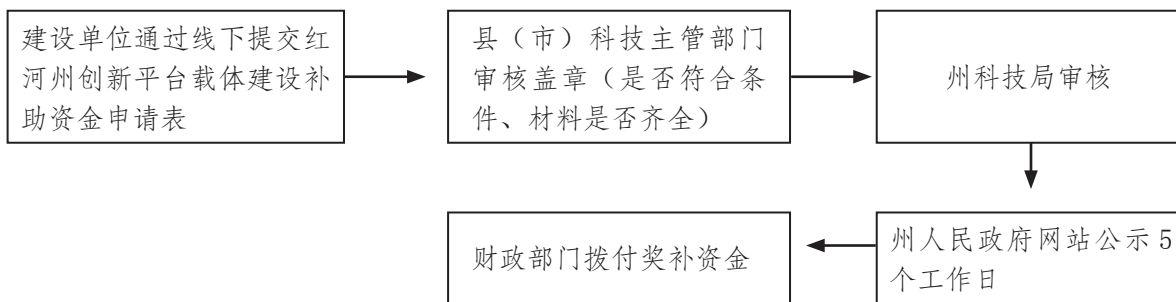 建设单位通过线下提交红
河州创新平台载体建设补
助资金申请表
县（市）科技主管部门
审核盖章（是否符合条
件、材料是否齐全）
州科技局审核
州人民政府网站公示5
个工作日
财政部门拨付奖补资金